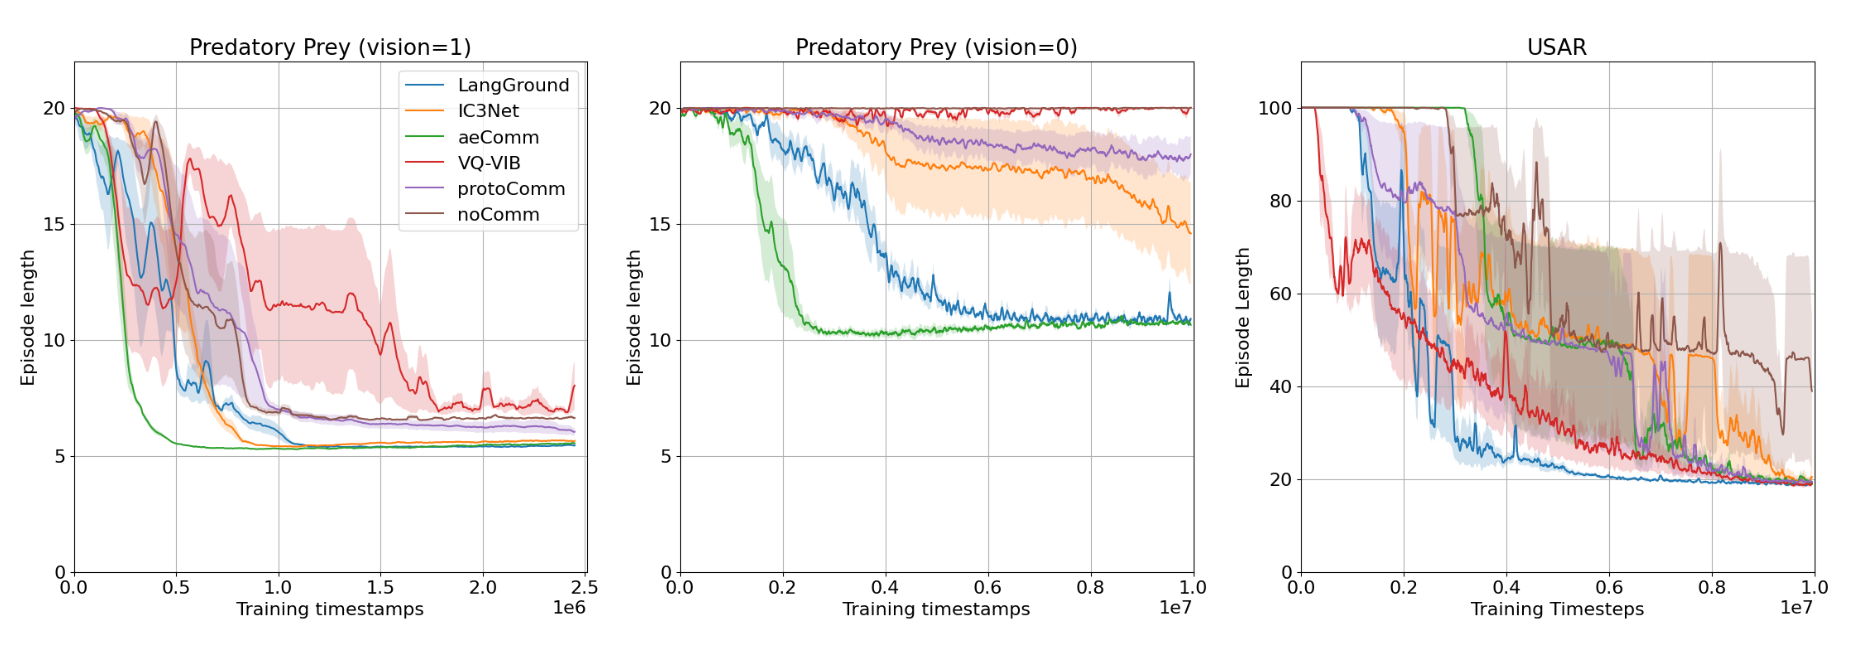 Predatory Prey (vision=1)
20
15
10
5
0
0.0 0.5 1.0 1.5 2.0 2.5
1e6
Episode length
Training timestamps
LangGround
IC3Net
aeComm
VQ-VIB
protoComm
noComm
Predatory Prey (vision=0)
20
15
10
5
0
0.0 0.2 0.4 0.6 0.8 1.0
1e7
Episode length
Training timestamps
USAR
100
80
60
40
20
0
0.0 0.2 0.4 0.6 0.8 1.0
1e7
Episode Length
Training Timesteps